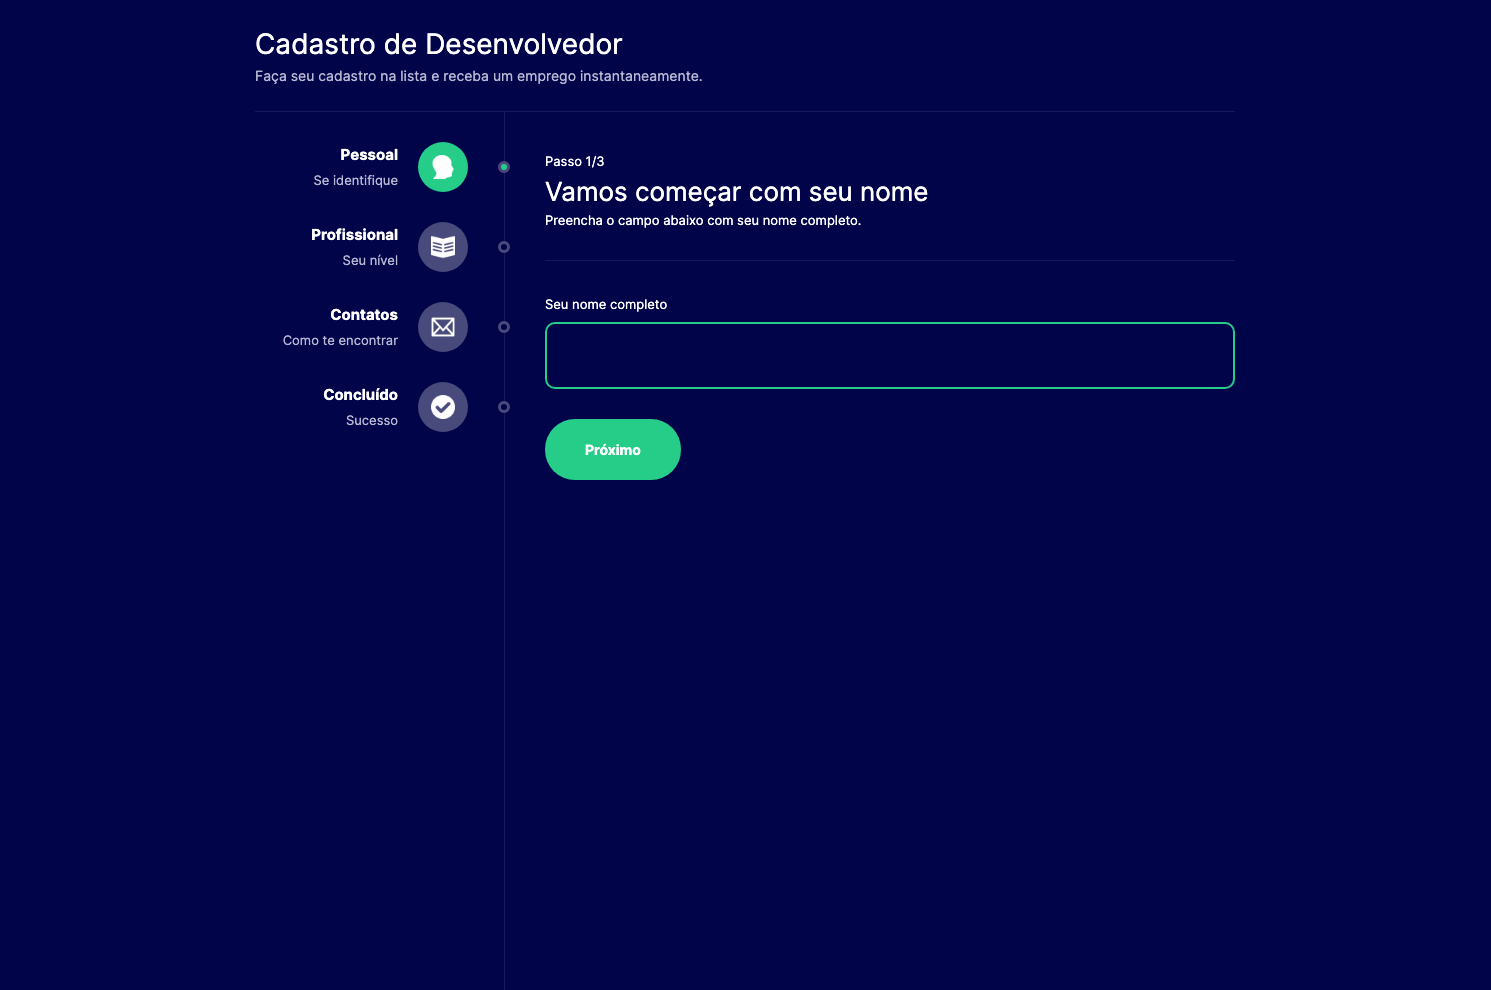 Cadastro de Desenvolvedor
Faça seu cadastro na lista e receba um emprego instantaneamente.
Pessoal
Se identifique
Profissional
Seu nível
Contatos
Como te encontrar
Concluído
Sucesso
Passo 1/3
Vamos começar com seu nome
Preencha o campo abaixo com seu nome completo.
Seu nome completo
Próximo